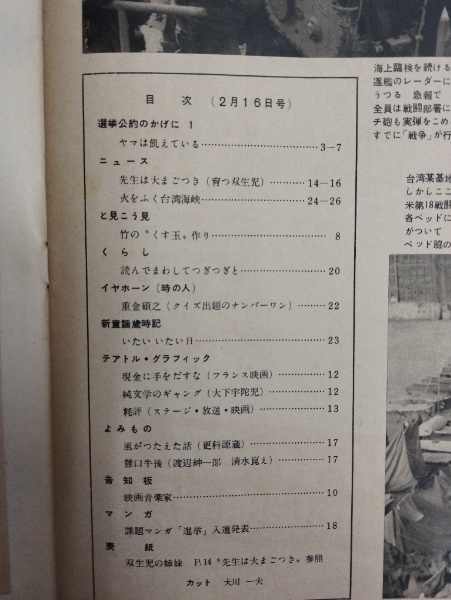 目次 (2月16日号)
選挙公約のかげに 1
ヤマは飢えている……3-7
ニュース
先生は大まごつき (育つ双生児)……14-16
火をふく台湾海峡……24-26
と見こう見
竹の〝くす玉〟作り……8
くらし
読んでまわしてつぎつぎと……20
イヤホーン (時の人)
重金碩之 (クイズ出題のナンバーワン)……22
新童謡歳時記
いたい いたい 日……23
テアトル・グラフィック
現金に手をだすな (フランス映画)……12
純文学のギャング (大下宇陀児)……12
粍評 (ステージ・放送・映画)……13
よみもの
風がつたえた話 (更科源蔵)……17
難口牛後 (渡辺紳一郎 清水崑え)……17
告知板
映画音楽家……10
マンガ
課題マンガ「選挙」入選発表……18
表紙
双生児の姉妹 P.14〝先生は大まごつき〟参照
カット 大川一夫
海上臨検を続ける
逐艦のレーダーに
うつる 急報で
全員は戦闘部署に
チ砲も実弾をこめ
すでに「戦争」が行
台湾某基地
しかしここ
米第18戦闘
各ベッドに
がついて
ベッド脇の